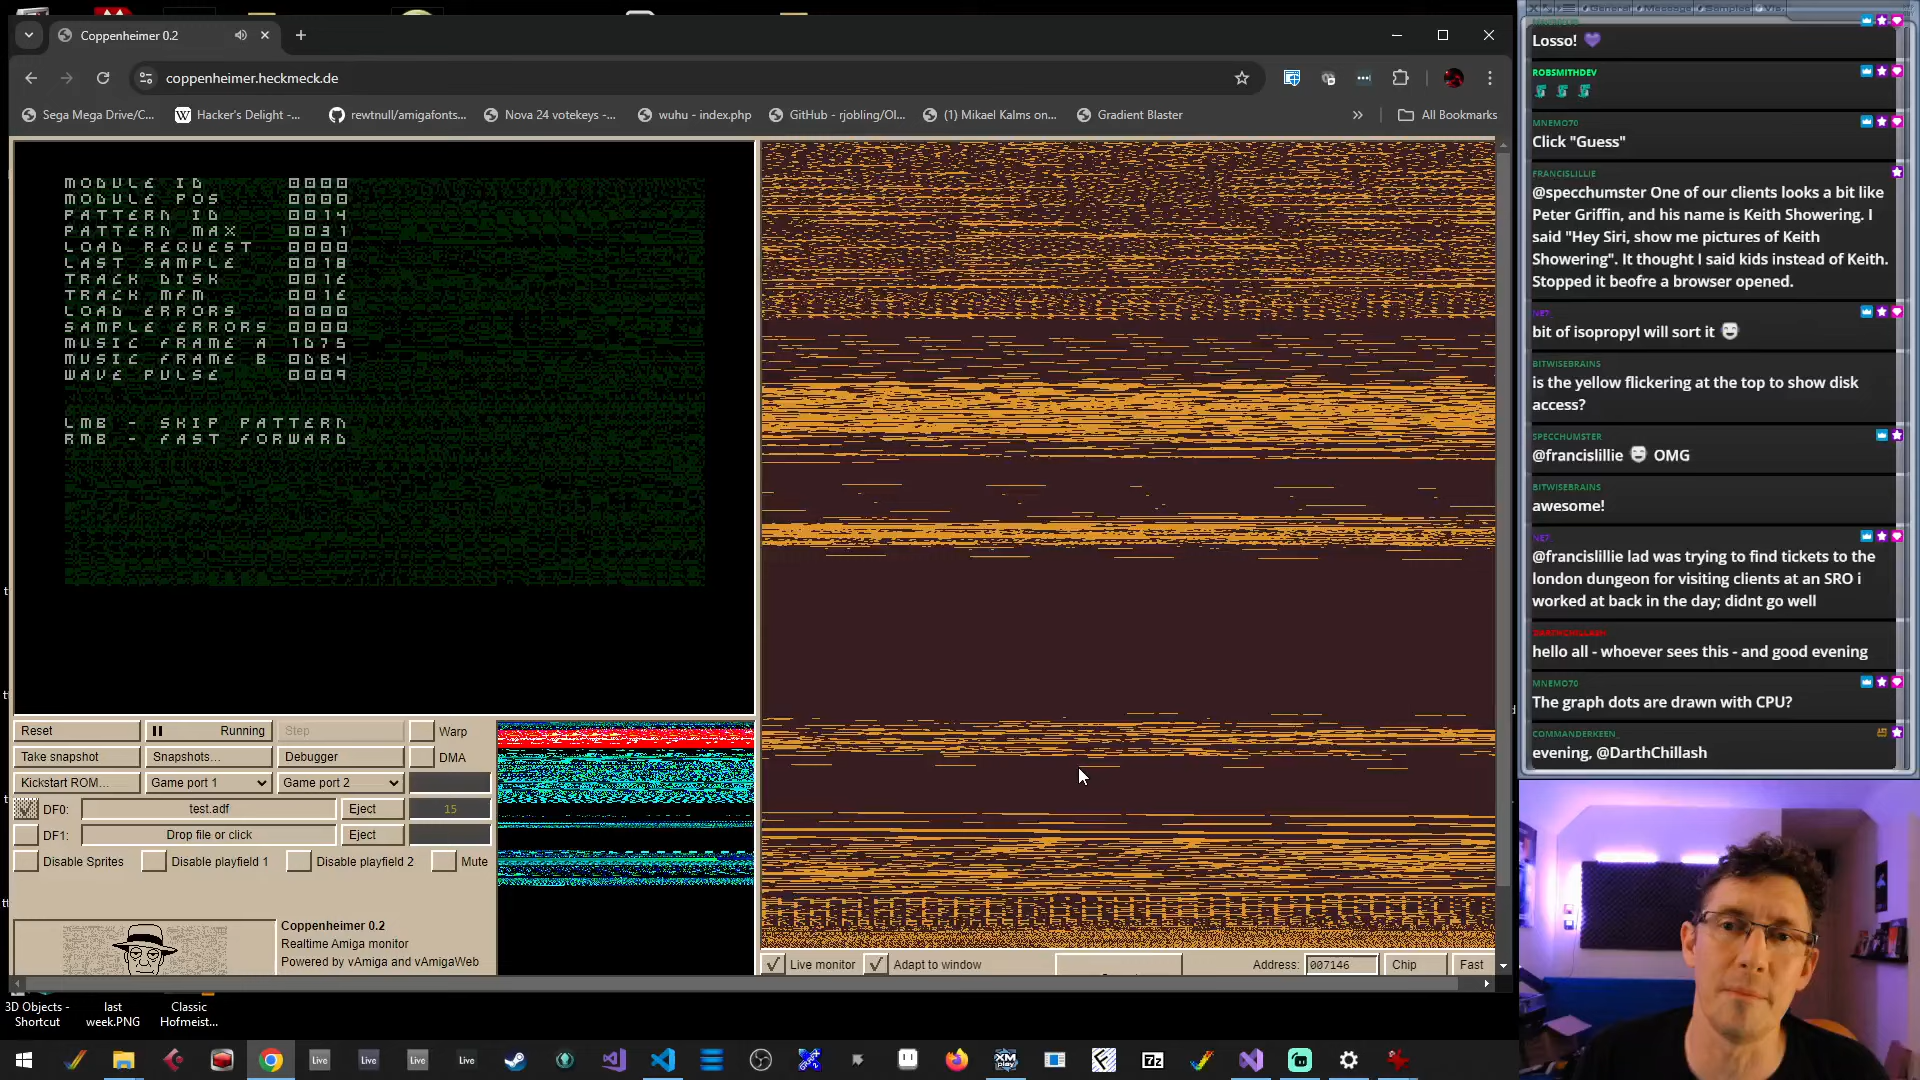 Coppenheimer 0.2
coppenheimer.heckmeck.de
Sega Mega Drive/C...
Hacker's Delight -...
rewtnull/amigafonts...
Nova 24 votekeys -...
wuhu - index.php
GitHub - rjobling/Ol...
(1) Mikael Kalms on...
Gradient Blaster
»
All Bookmarks
MODULE ID 0000
MODULE POS 0000
PATTERN ID 0014
PATTERN MAX 0031
LOAD REQUEST 0000
LAST SAMPLE 0018
TRACK DISK 001E
TRACK MFM 001E
LOAD ERRORS 0000
SAMPLE ERRORS 0000
MUSIC FRAME A 1D75
MUSIC FRAME B 0DB4
WAVE PULSE 0009
LMB - SKIP PATTERN
RMB - FAST FORWARD
Reset
Running
Step
Warp
Take snapshot
Snapshots...
Debugger
DMA
Kickstart ROM...
Game port 1
Game port 2
DF0:
test.adf
Eject
15
DF1:
Drop file or click
Eject
Disable Sprites
Disable playfield 1
Disable playfield 2
Mute
Coppenheimer 0.2
Realtime Amiga monitor
Powered by vAmiga and vAmigaWeb
Live monitor
Adapt to window
Address:
007146
Chip
Fast
3D Objects -
Shortcut
last
week.PNG
Classic
Hofmeist...
Live
Live
Live
Live
XM
play
7z
Losso!
ROBSMITHDEV
MNEMO70
Click "Guess"
FRANCISLILLIE
@specchumster One of our clients looks a bit like
Peter Griffin, and his name is Keith Showering. I
said "Hey Siri, show me pictures of Keith
Showering". It thought I said kids instead of Keith.
Stopped it beofre a browser opened.
NE7
bit of isopropyl will sort it
BITWISEBRAINS
is the yellow flickering at the top to show disk
access?
SPECCHUMSTER
@francislillie OMG
BITWISEBRAINS
awesome!
NE7
@francislillie lad was trying to find tickets to the
london dungeon for visiting clients at an SRO i
worked at back in the day; didnt go well
DARTHCHILLASH
hello all - whoever sees this - and good evening
MNEMO70
The graph dots are drawn with CPU?
COMMANDERKEEN_
evening, @DarthChillash